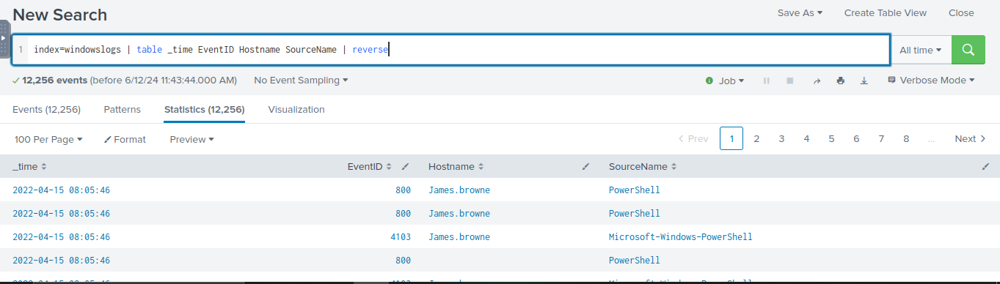 New Search
Save As Create Table View Close
1 index=windowslogs | table _time EventID Hostname SourceName | reverse
All time
12,256 events (before 6/12/24 11:43:44.000 AM) No Event Sampling
Job Verbose Mode
Events (12,256) Patterns Statistics (12,256) Visualization
100 Per Page Format Preview
< Prev 1 2 3 4 5 6 7 8 ... Next >
_time EventID Hostname SourceName
2022-04-15 08:05:46 800 James.browne PowerShell
2022-04-15 08:05:46 800 James.browne PowerShell
2022-04-15 08:05:46 4103 James.browne Microsoft-Windows-PowerShell
2022-04-15 08:05:46 800 PowerShell